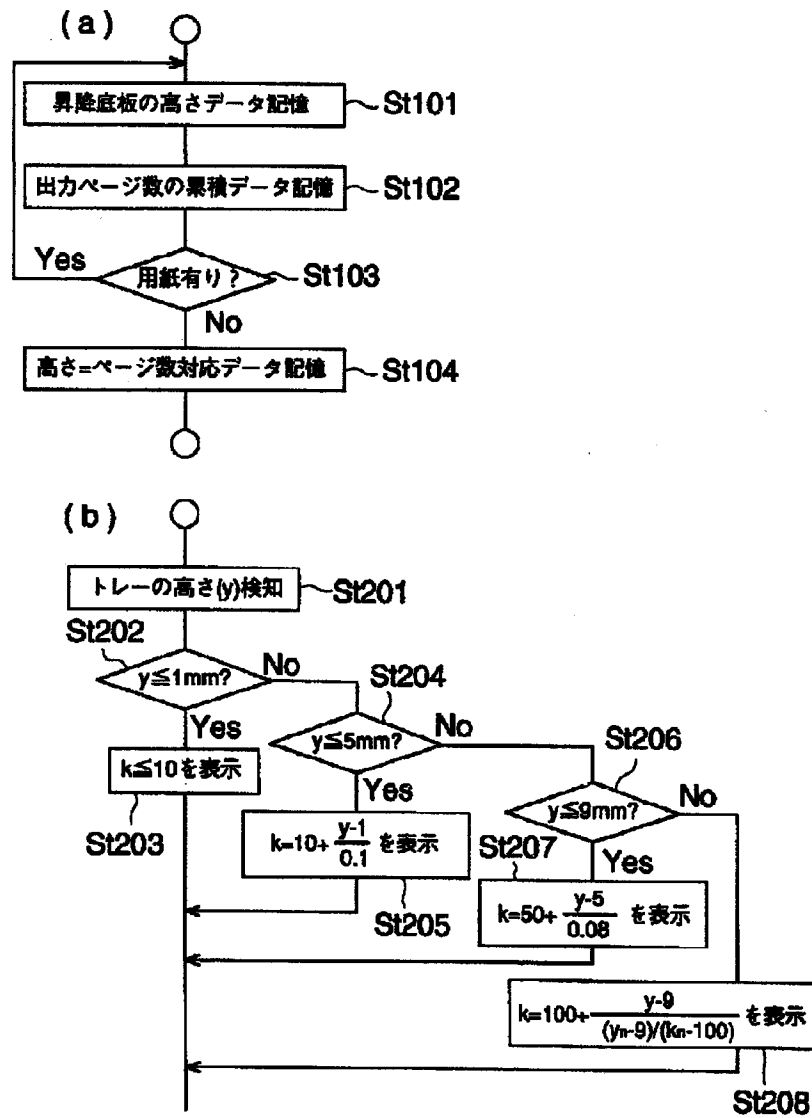 (a)
昇降底板の高さデータ記憶
St101
出力ページ数の累積データ記憶
St102
Yes
用紙有り?
St103
No
高さ=ページ数対応データ記憶
St104
(b)
トレーの高さ(y)検知
St201
St202
y≦1mm?
No
St204
Yes
y≦5mm?
No
St206
k≦10を表示
Yes
y≦9mm?
No
St203
k=10+ y-1/0.1 を表示
St207
Yes
St205
k=50+ y-5/0.08 を表示
k=100+ y-9/(yn-9)/(kn-100) を表示
St208